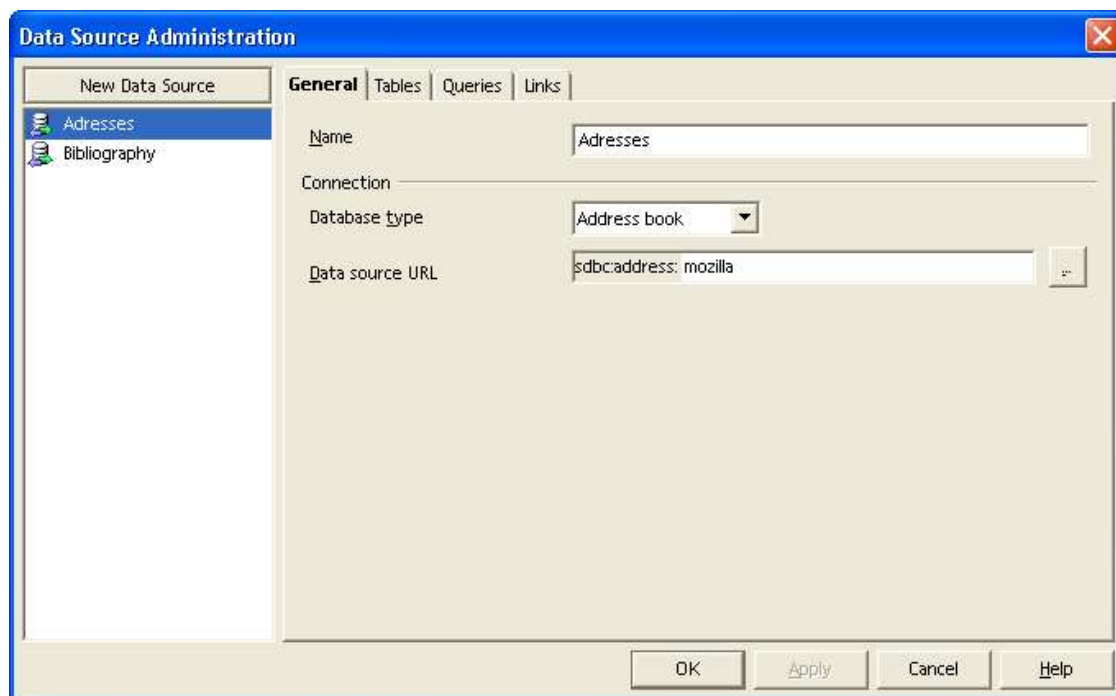 Data Source Administration
New Data Source
Adresses
Bibliography
General Tables Queries Links
Name Adresses
Connection
Database type Address book
Data source URL sdbc:address: mozilla ...
OK Apply Cancel Help